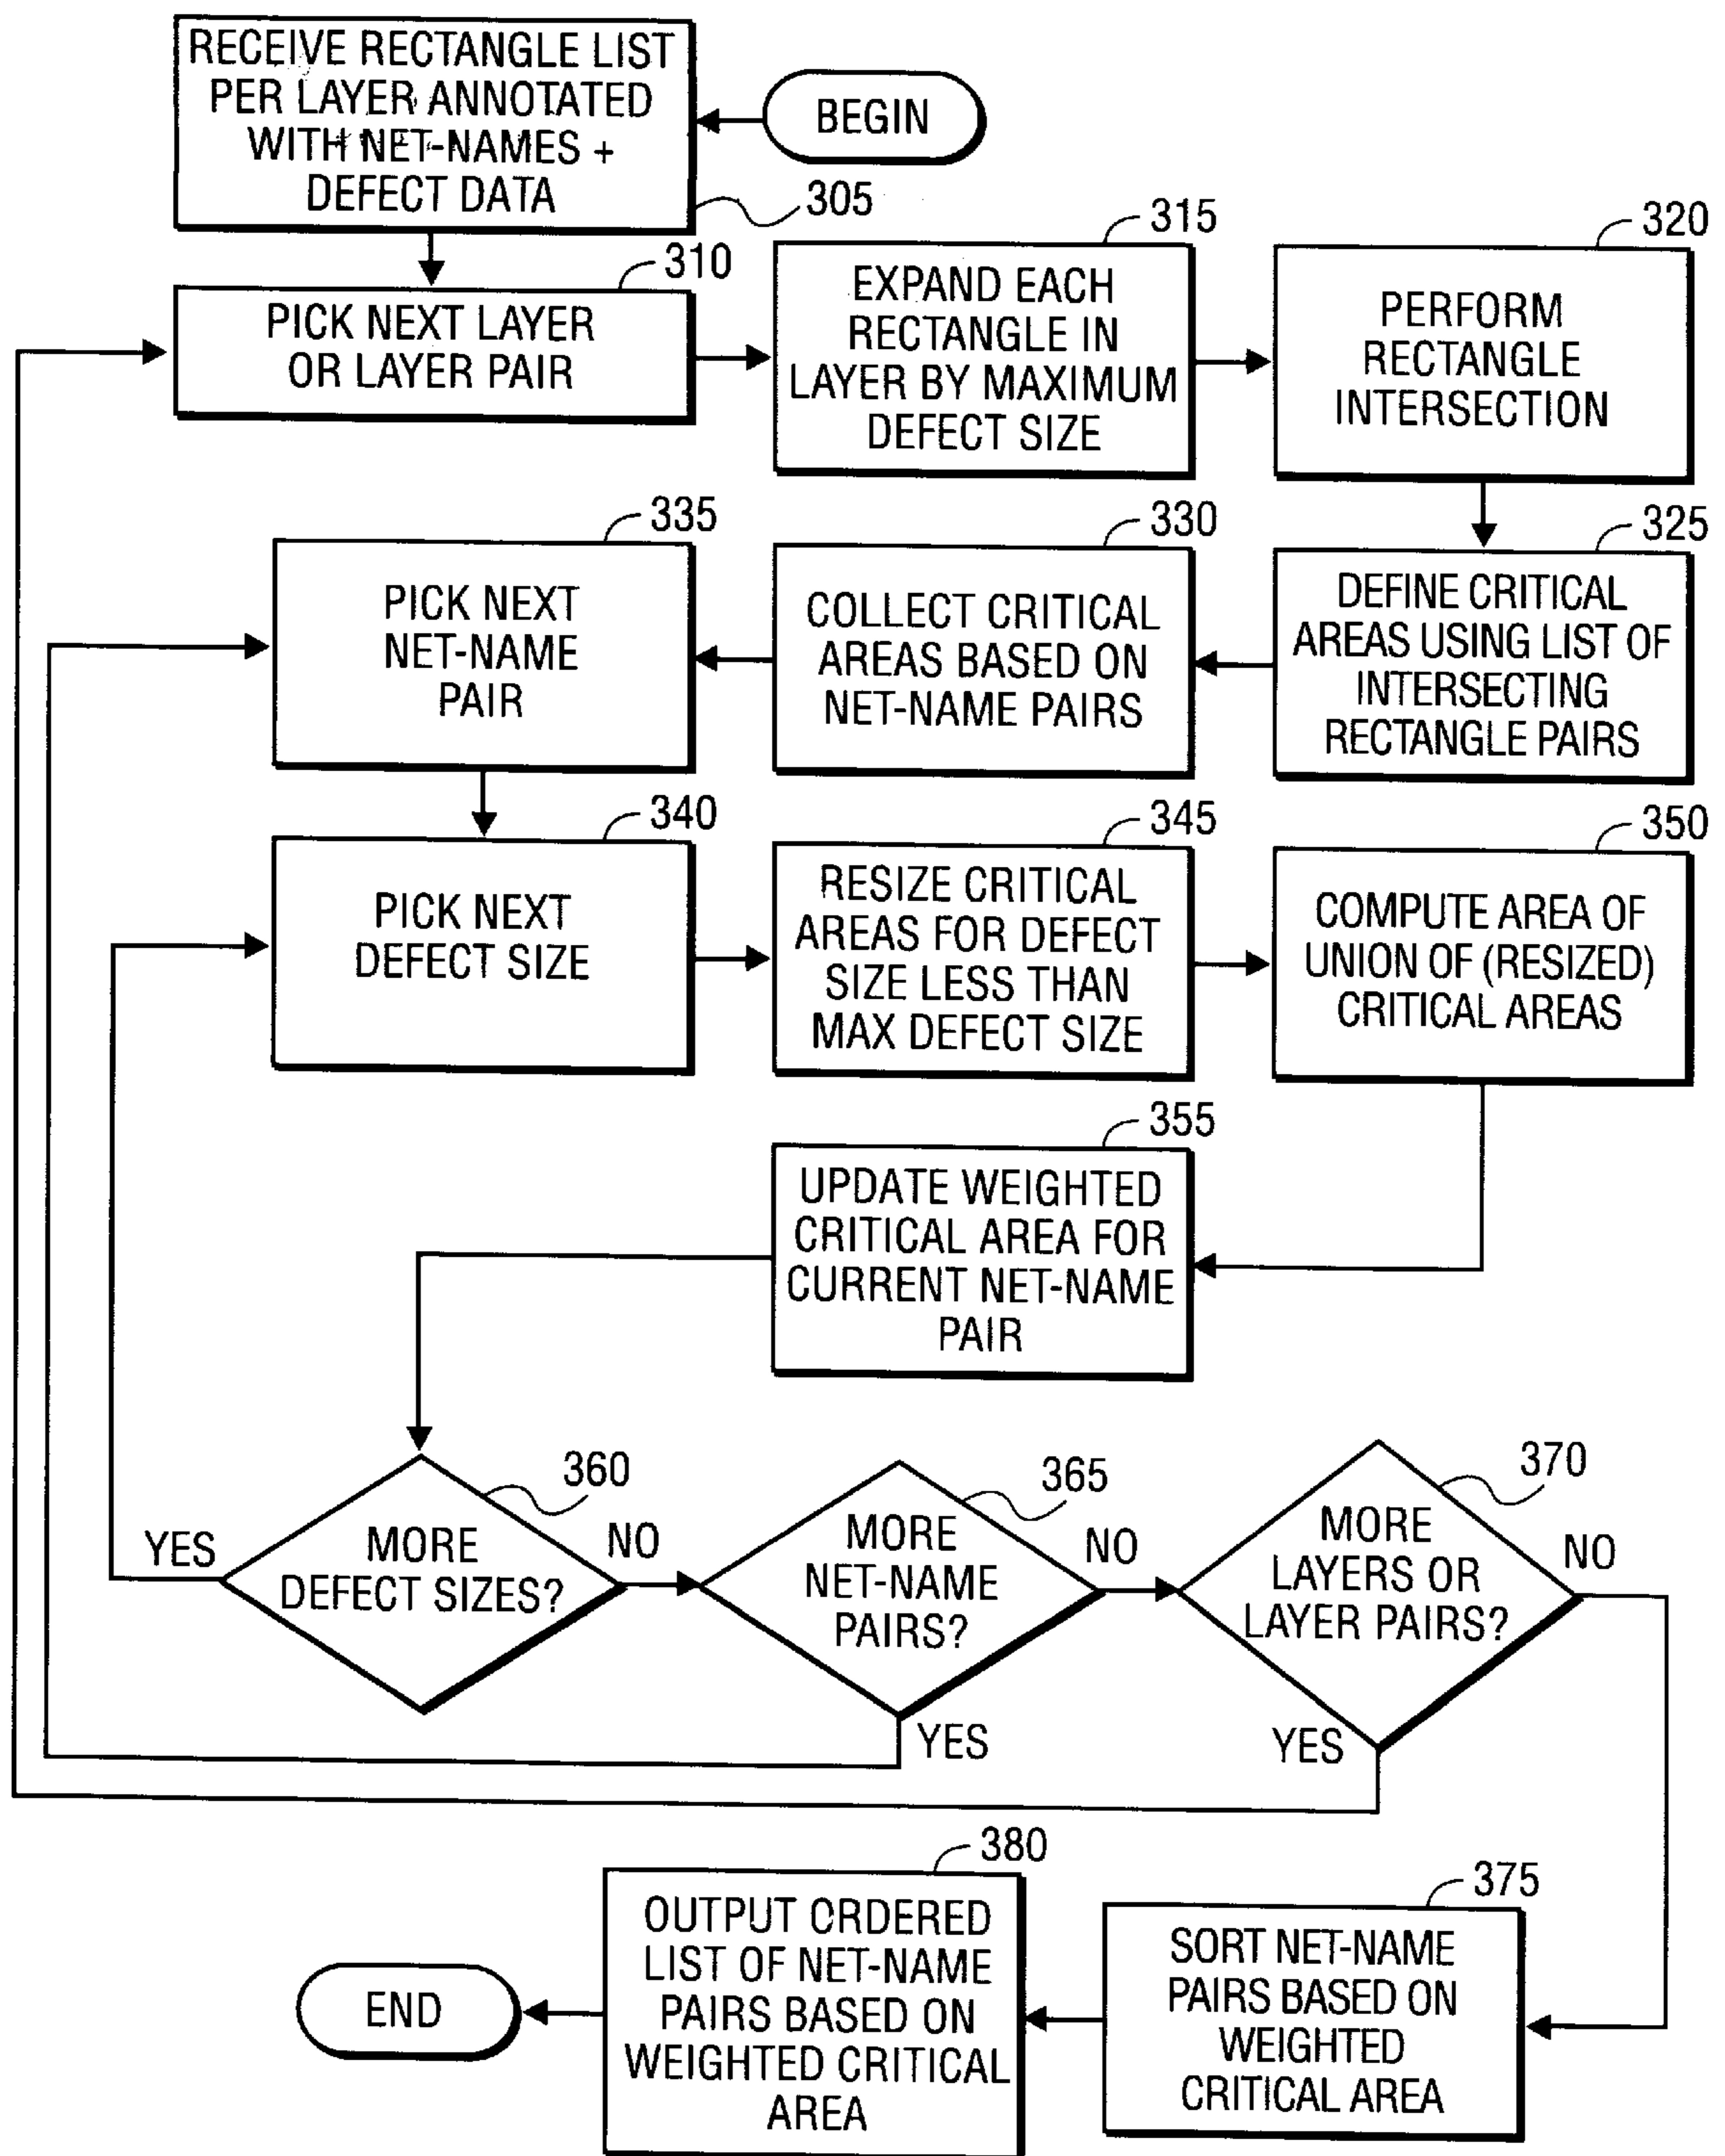 RECEIVE RECTANGLE LIST
PER LAYER ANNOTATED
WITH NET-NAMES +
DEFECT DATA
BEGIN
305
310
PICK NEXT LAYER
OR LAYER PAIR
315
EXPAND EACH
RECTANGLE IN
LAYER BY MAXIMUM
DEFECT SIZE
320
PERFORM
RECTANGLE
INTERSECTION
325
DEFINE CRITICAL
AREAS USING LIST OF
INTERSECTING
RECTANGLE PAIRS
330
COLLECT CRITICAL
AREAS BASED ON
NET-NAME PAIRS
335
PICK NEXT
NET-NAME
PAIR
340
PICK NEXT
DEFECT SIZE
345
RESIZE CRITICAL
AREAS FOR DEFECT
SIZE LESS THAN
MAX DEFECT SIZE
350
COMPUTE AREA OF
UNION OF (RESIZED)
CRITICAL AREAS
355
UPDATE WEIGHTED
CRITICAL AREA FOR
CURRENT NET-NAME
PAIR
360
MORE
DEFECT SIZES?
YES
NO
365
MORE
NET-NAME
PAIRS?
YES
NO
370
MORE
LAYERS OR
LAYER PAIRS?
YES
NO
375
SORT NET-NAME
PAIRS BASED ON
WEIGHTED
CRITICAL AREA
380
OUTPUT ORDERED
LIST OF NET-NAME
PAIRS BASED ON
WEIGHTED CRITICAL
AREA
END